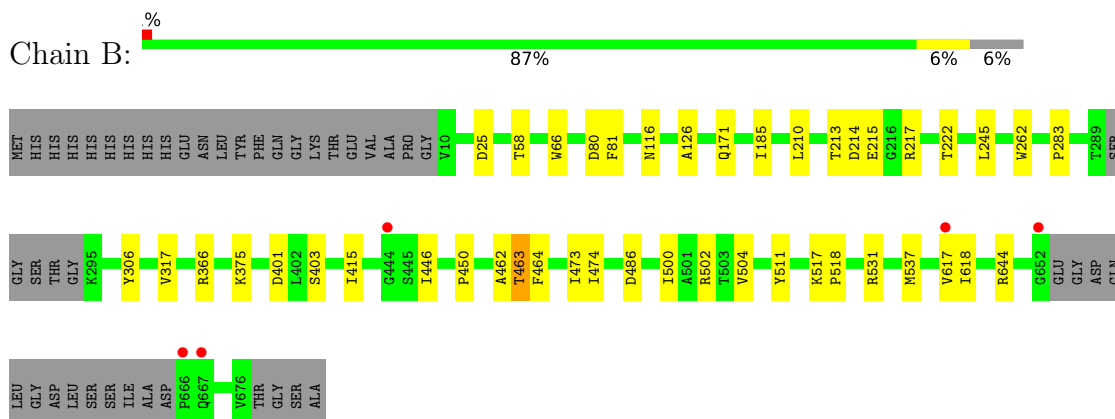 %
Chain B:
87% 6% 6%
MET HIS HIS HIS HIS HIS HIS HIS HIS HIS HIS GLU ASN LEU TYR PHE GLN GLY LYS THR GLU VAL ALA PRO GLY V10 D25 T58 W66 D80 F81 N116 A126 Q171 I185 L210 T213 D214 E215 G216 R217 T222 L245 W262 P283 T289 SER
GLY SER THR GLY K295 Y306 V317 R366 K375 D401 L402 S403 I415 G444 S445 I446 P450 A462 T463 F464 I473 I474 D486 I500 A501 R502 T503 V504 Y511 K517 P518 R531 M537 V617 I618 R644 G652 GLU GLY ASP GLN
LEU GLY ASP LEU SER SER ILE ALA ASP P666 Q667 V676 THR GLY SER ALA